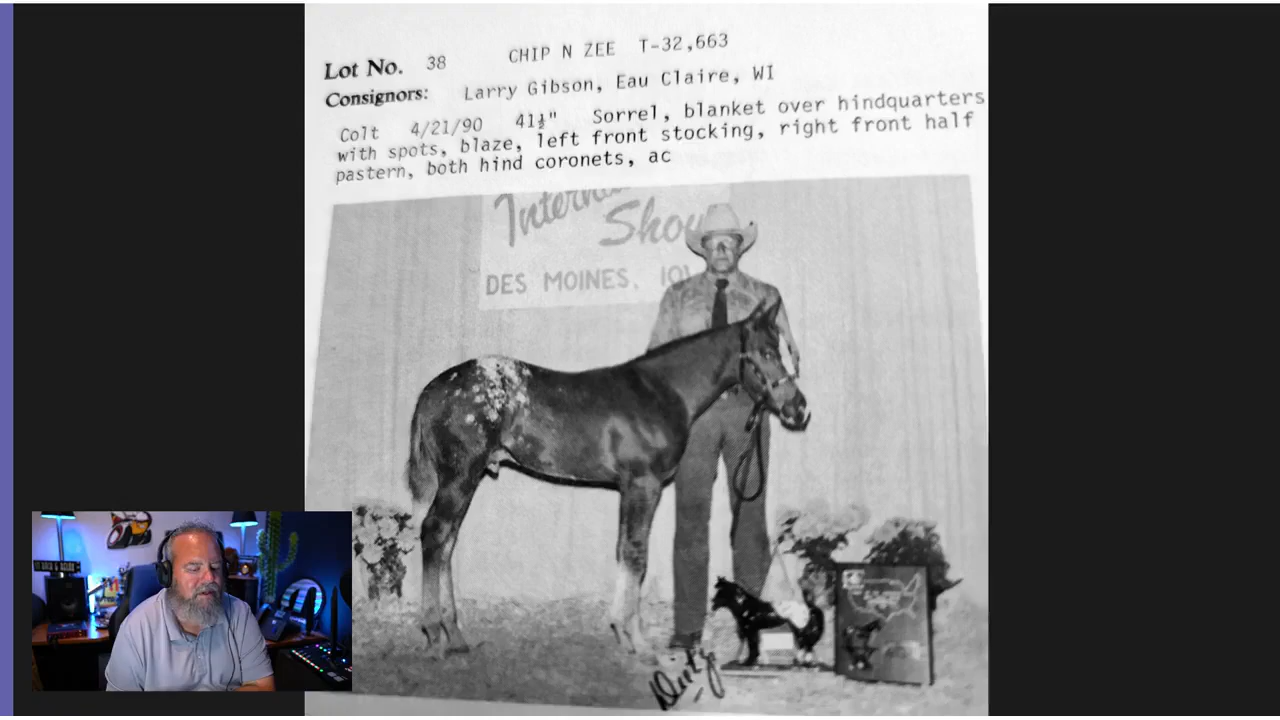 Lot No. 38 CHIP N ZEE T-32,663
Consignors: Larry Gibson, Eau Claire, WI
Colt 4/21/90 41½" Sorrel, blanket over hindquarters
with spots, blaze, left front stocking, right front half
pastern, both hind coronets, ac
Show
DES MOINES,